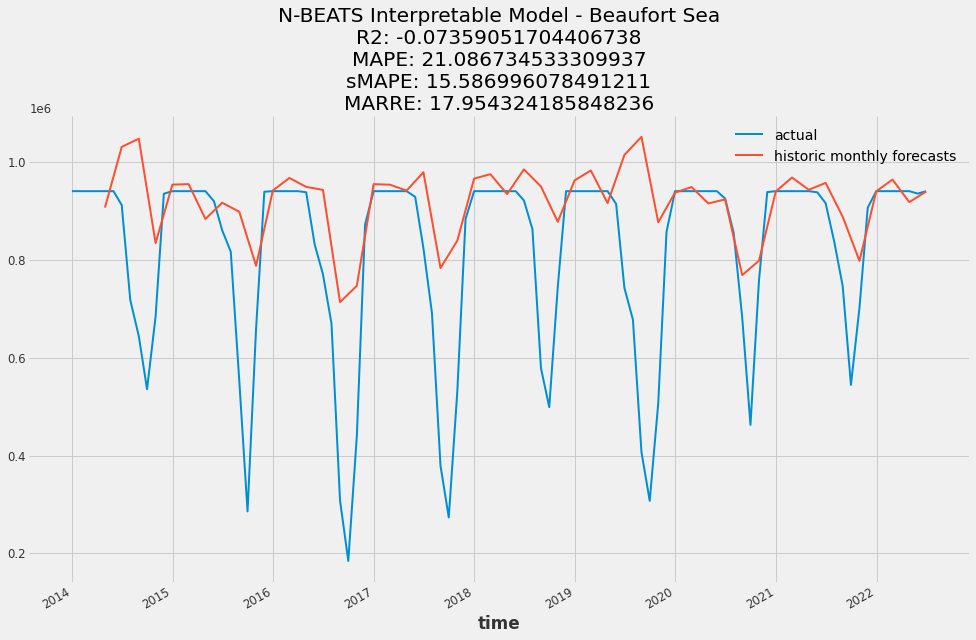 N-BEATS Interpretable Model - Beaufort Sea
R2: -0.07359051704406738
MAPE: 21.086734533309937
sMAPE: 15.586996078491211
MARRE: 17.954324185848236
1e6
actual
historic monthly forecasts
1.0
0.8
0.6
0.4
0.2
2014 2015 2016 2017 2018 2019 2020 2021 2022
time